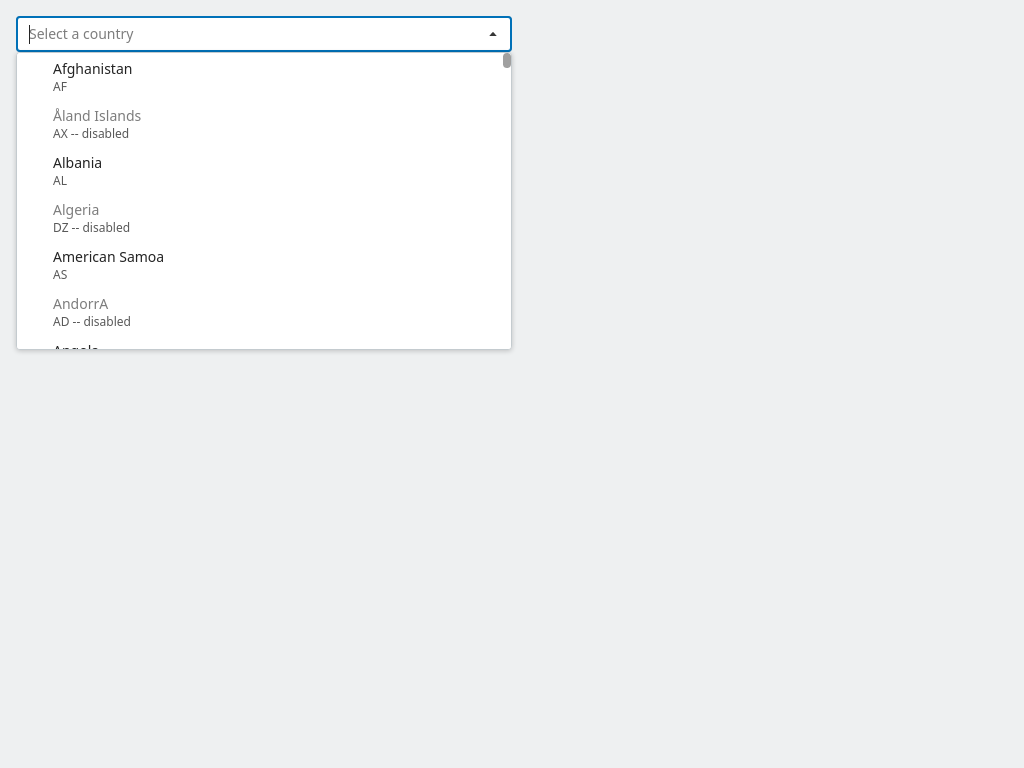 Select a country
Afghanistan
AF
Åland Islands
AX -- disabled
Albania
AL
Algeria
DZ -- disabled
American Samoa
AS
AndorrA
AD -- disabled
Angola